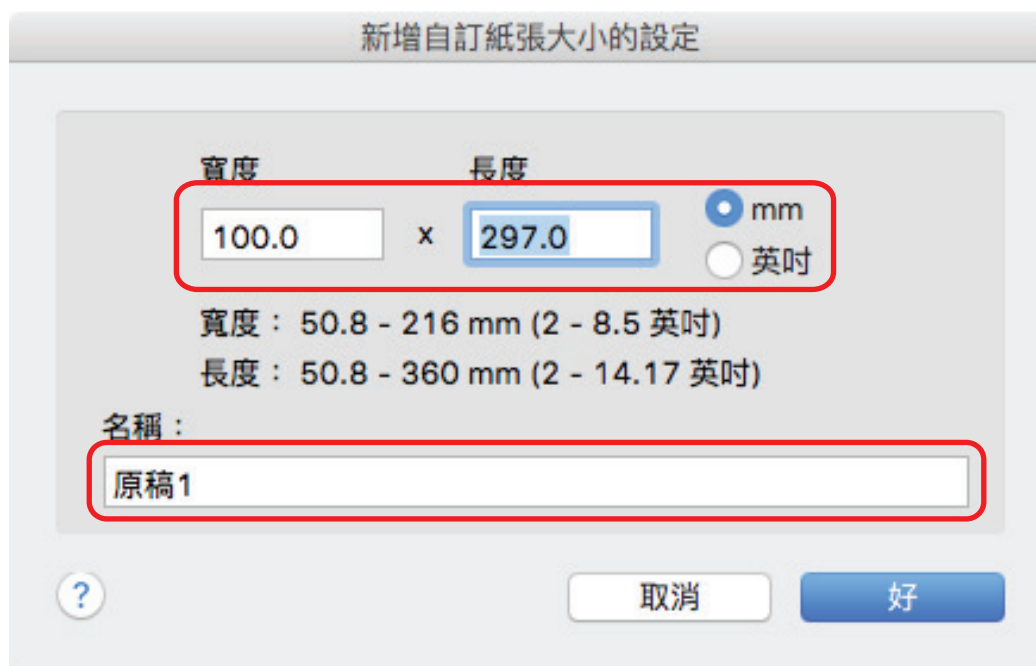 新增自訂紙張大小的設定
寬度 長度
100.0 x 297.0 mm
英吋
寬度： 50.8 - 216 mm (2 - 8.5 英吋)
長度： 50.8 - 360 mm (2 - 14.17 英吋)
名稱：
原稿1
? 取消 好